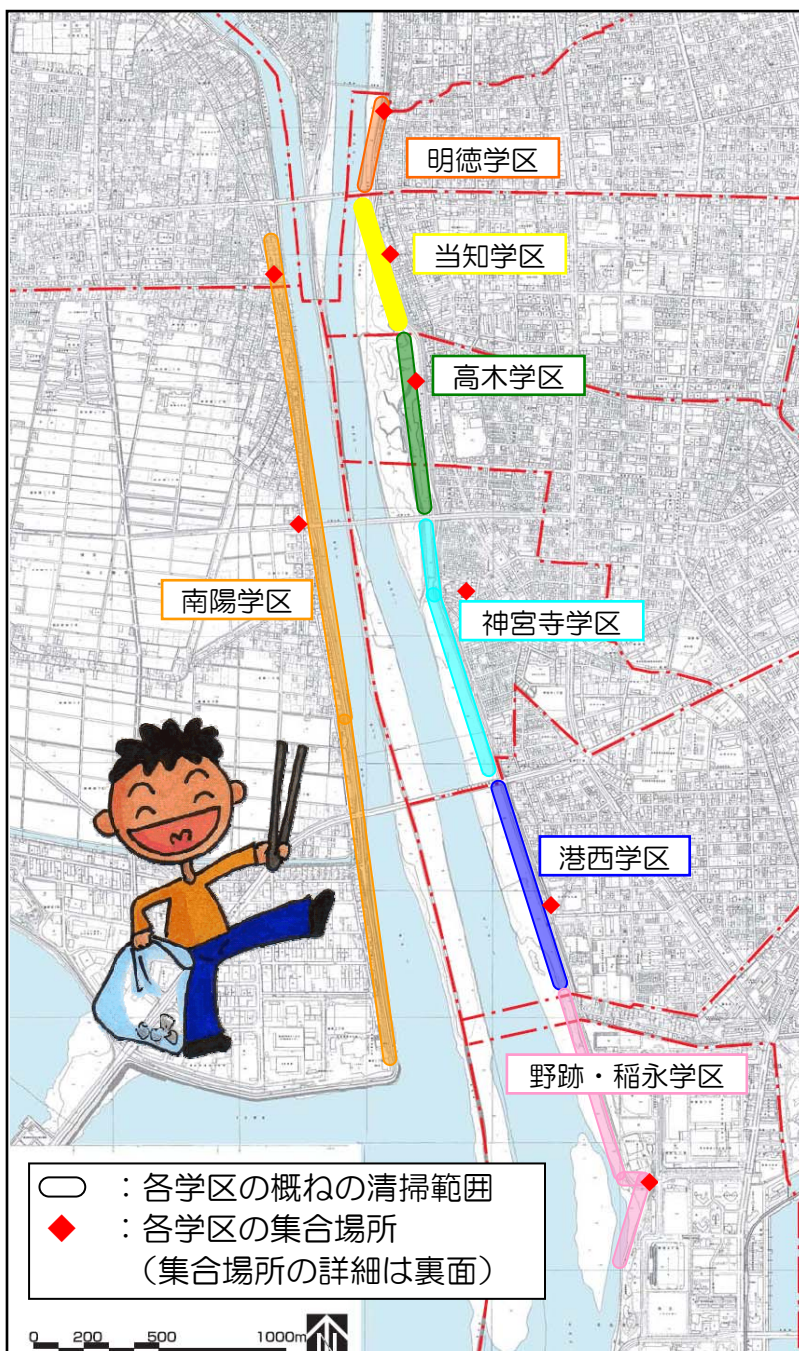 明徳学区
当知学区
高木学区
南陽学区
神宮寺学区
港西学区
野跡・稲永学区
：各学区の概ねの清掃範囲
：各学区の集合場所
（集合場所の詳細は裏面）
0 200 500 1000m
N